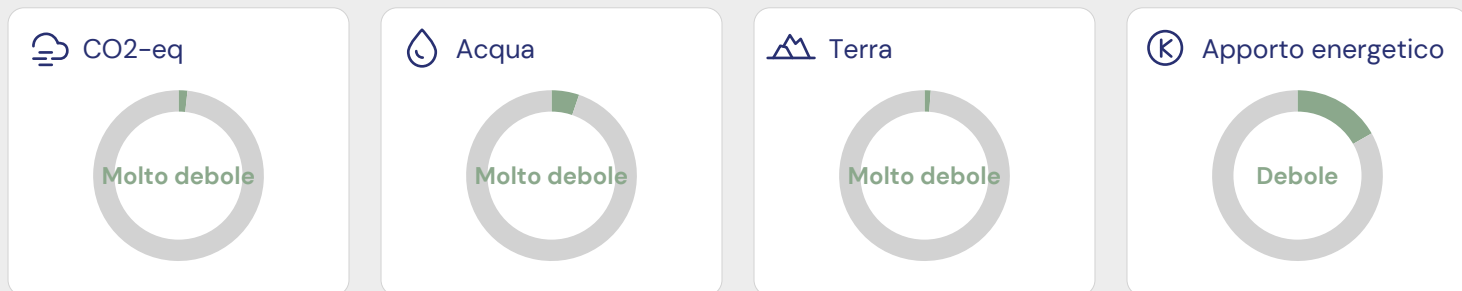 CO2-eq
Molto debole
Acqua
Molto debole
Terra
Molto debole
Apporto energetico
Debole